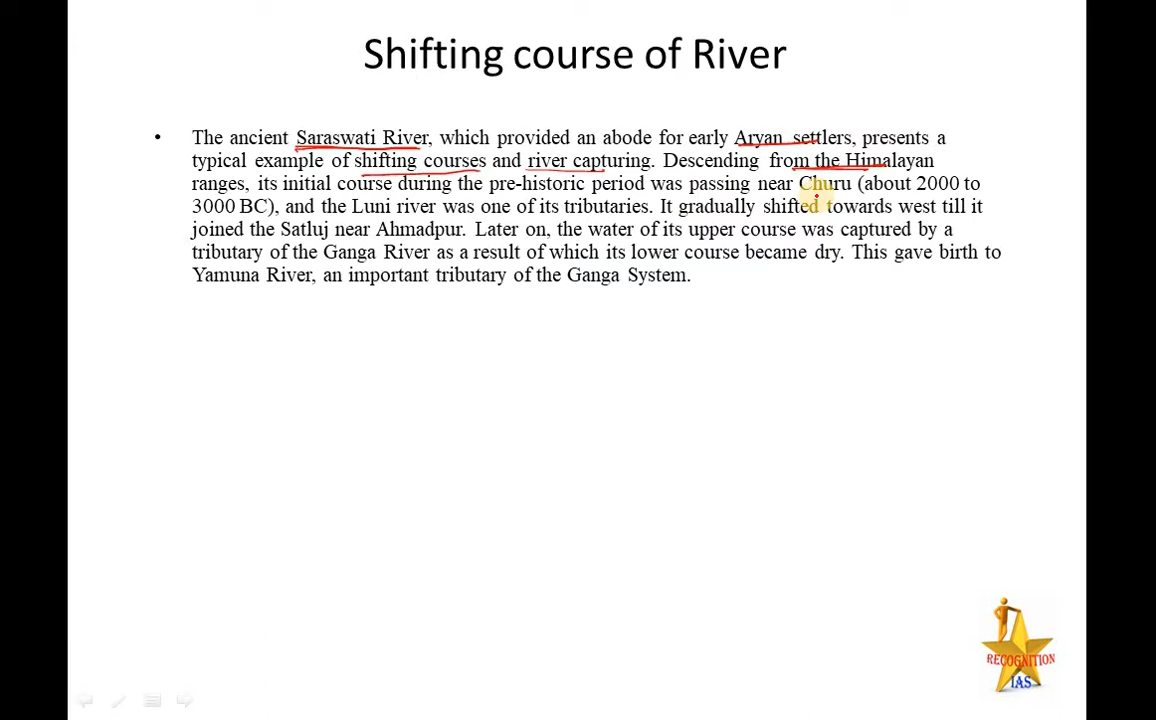 Shifting course of River
• The ancient Saraswati River, which provided an abode for early Aryan settlers, presents a
typical example of shifting courses and river capturing. Descending from the Himalayan
ranges, its initial course during the pre-historic period was passing near Churu (about 2000 to
3000 BC), and the Luni river was one of its tributaries. It gradually shifted towards west till it
joined the Satluj near Ahmadpur. Later on, the water of its upper course was captured by a
tributary of the Ganga River as a result of which its lower course became dry. This gave birth to
Yamuna River, an important tributary of the Ganga System.
RECOGNITION
IAS